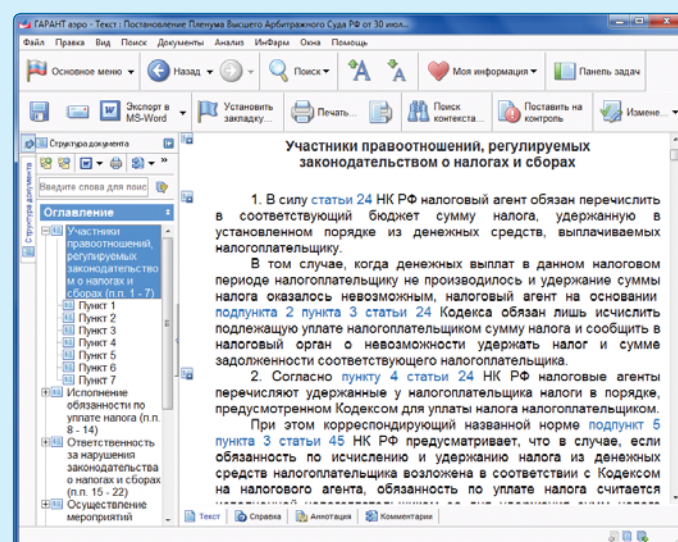 ГАРАНТ аэро - Текст : Постановление Пленума Высшего Арбитражного Суда РФ от 30 июл...
Файл Правка Вид Поиск Документы Анализ ИнФарм Окна Помощь
Основное меню Назад Поиск А А Моя информация Панель задач
W Экспорт в MS-Word Установить закладку... Печать... Поиск контекста... Поставить на контроль Измене...
Структура документа
Структура документа
Введите слова для поис
Оглавление
Участники
правоотношений,
регулируемых
законодательство
м о налогах и
сборах (п.п. 1 - 7)
Пункт 1
Пункт 2
Пункт 3
Пункт 4
Пункт 5
Пункт 6
Пункт 7
Исполнение
обязанности по
уплате налога (п.п.
8 - 14)
Ответственность
за нарушения
законодательства
о налогах и сборах
(п.п. 15 - 22)
Осуществление
мероприятий
Участники правоотношений, регулируемых
законодательством о налогах и сборах
1. В силу статьи 24 НК РФ налоговый агент обязан перечислить
в соответствующий бюджет сумму налога, удержанную в
установленном порядке из денежных средств, выплачиваемых
налогоплательщику.
В том случае, когда денежных выплат в данном налоговом
периоде налогоплательщику не производилось и удержание суммы
налога оказалось невозможным, налоговый агент на основании
подпункта 2 пункта 3 статьи 24 Кодекса обязан лишь исчислить
подлежащую уплате налогоплательщиком сумму налога и сообщить в
налоговый орган о невозможности удержать налог и сумме
задолженности соответствующего налогоплательщика.
2. Согласно пункту 4 статьи 24 НК РФ налоговые агенты
перечисляют удержанные у налогоплательщика налоги в порядке,
предусмотренном Кодексом для уплаты налога налогоплательщиком.
При этом корреспондирующий названной норме подпункт 5
пункта 3 статьи 45 НК РФ предусматривает, что в случае, если
обязанность по исчислению и удержанию налога из денежных
средств налогоплательщика возложена в соответствии с Кодексом
на налогового агента, обязанность по уплате налога считается
Текст Справка Аннотация Комментарии